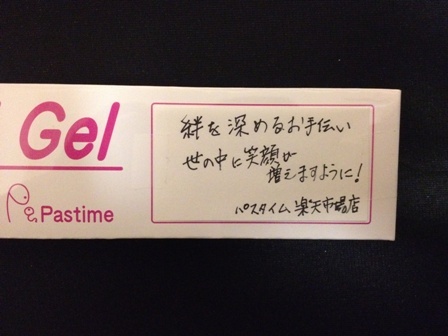 Gel
Pastime
絆を深めるお手伝い
世の中に笑顔が
増えますように!
パスタイム楽天市場店